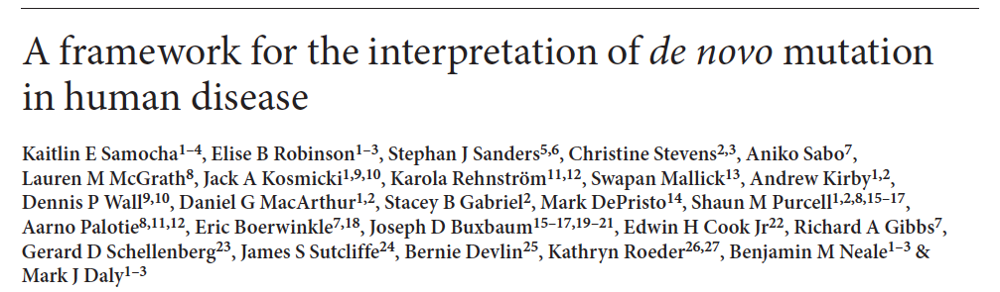 A framework for the interpretation of de novo mutation
in human disease
Kaitlin E Samocha1–4, Elise B Robinson1–3, Stephan J Sanders5,6, Christine Stevens2,3, Aniko Sabo7,
Lauren M McGrath8, Jack A Kosmicki1,9,10, Karola Rehnström11,12, Swapan Mallick13, Andrew Kirby1,2,
Dennis P Wall9,10, Daniel G MacArthur1,2, Stacey B Gabriel2, Mark DePristo14, Shaun M Purcell1,2,8,15–17,
Aarno Palotie8,11,12, Eric Boerwinkle7,18, Joseph D Buxbaum15–17,19–21, Edwin H Cook Jr22, Richard A Gibbs7,
Gerard D Schellenberg23, James S Sutcliffe24, Bernie Devlin25, Kathryn Roeder26,27, Benjamin M Neale1–3 &
Mark J Daly1–3